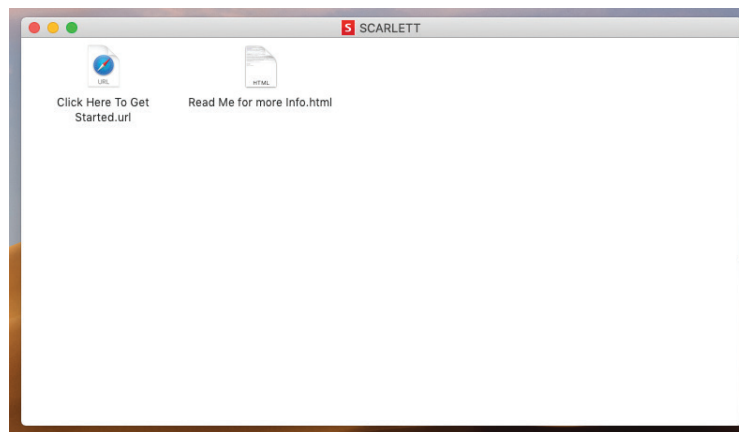 S SCARLETT
URL
HTML
Click Here To Get
Started.url
Read Me for more Info.html